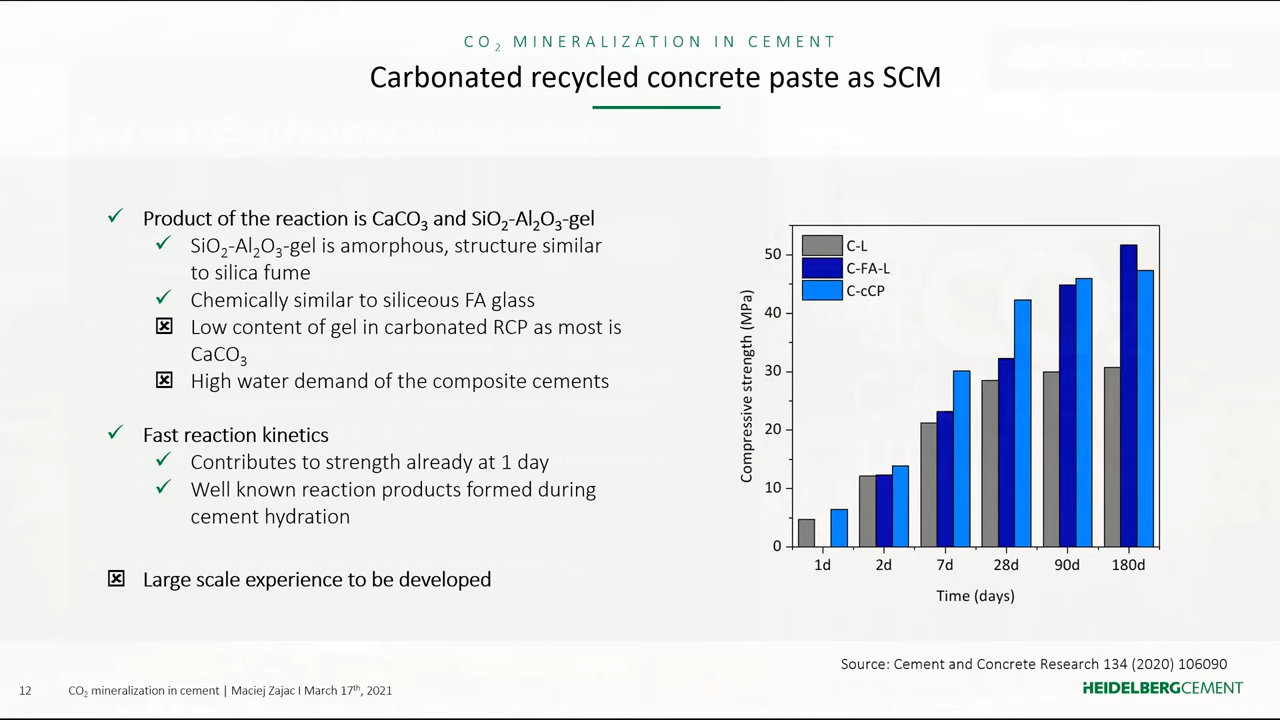 CO₂ MINERALIZATION IN CEMENT
Carbonated recycled concrete paste as SCM
Product of the reaction is CaCO₃ and SiO₂-Al₂O₃-gel
SiO₂-Al₂O₃-gel is amorphous, structure similar
to silica fume
Chemically similar to siliceous FA glass
Low content of gel in carbonated RCP as most is
CaCO₃
High water demand of the composite cements
Fast reaction kinetics
Contributes to strength already at 1 day
Well known reaction products formed during
cement hydration
Large scale experience to be developed
C-L
C-FA-L
C-cCP
Compressive strength (MPa)
50
40
30
20
10
0
1d 2d 7d 28d 90d 180d
Time (days)
Source: Cement and Concrete Research 134 (2020) 106090
12 CO₂ mineralization in cement | Maciej Zajac I March 17th, 2021
HEIDELBERGCEMENT